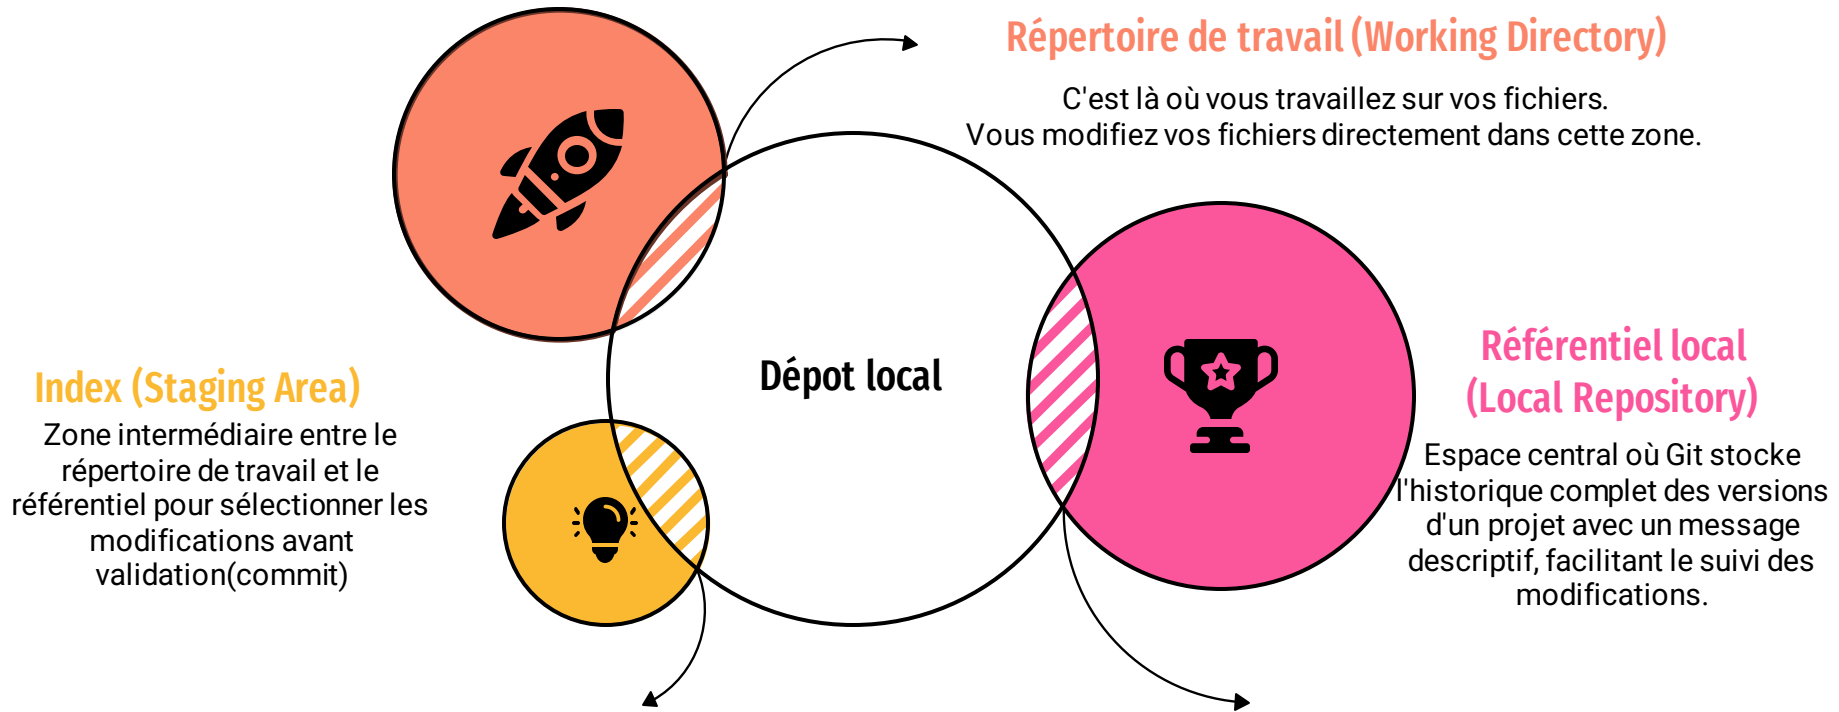 Répertoire de travail (Working Directory)
C'est là où vous travaillez sur vos fichiers.
Vous modifiez vos fichiers directement dans cette zone.
Dépot local
Index (Staging Area)
Zone intermédiaire entre le
répertoire de travail et le
référentiel pour sélectionner les
modifications avant
validation(commit)
Référentiel local
(Local Repository)
Espace central où Git stocke
l'historique complet des versions
d'un projet avec un message
descriptif, facilitant le suivi des
modifications.